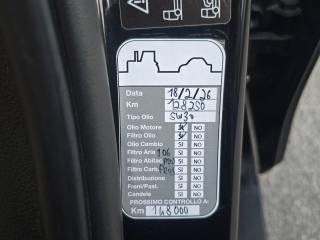 Data 18/2/26
Km 128250
Tipo Olio 5W30
Olio Motore SI NO
Filtro Olio SI NO
Olio Cambio SI NO
Filtro Aria SI NO
Filtro Abitac. SI NO
Filtro Carb. SI NO
Distribuzione SI NO
Freni/Past. SI NO
Candele SI NO
PROSSIMO CONTROLLO A:
Km 148000